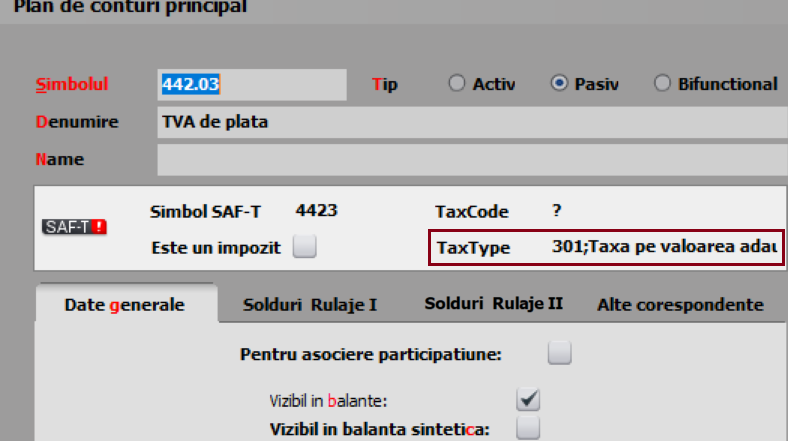 Plan de conturi principal
Simbolul 442.03 Tip Activ Pasiv Bifunctional
Denumire TVA de plata
Name
Simbol SAF-T 4423 TaxCode ?
SAF-T !
Este un impozit TaxType 301;Taxa pe valoarea adau
Date generale Solduri Rulaje I Solduri Rulaje II Alte corespondente
Pentru asociere participatiune:
Vizibil in balante:
Vizibil in balanta sintetica: